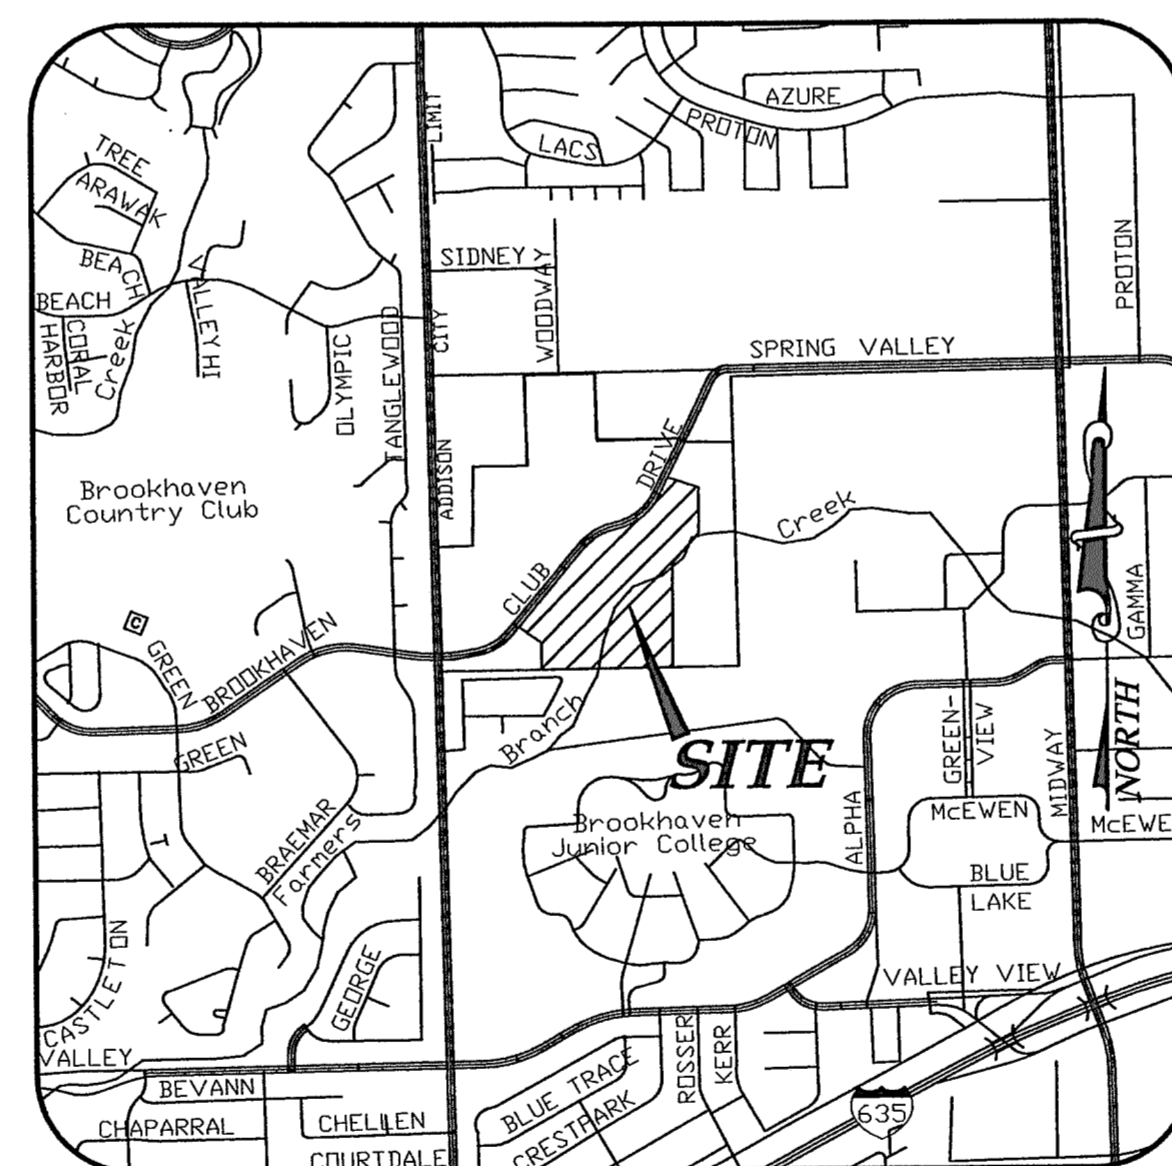 LIMIT
AZURE
PROTON
LACS
TREE
ARAWAK
BEACH
BEACH
VALLEY HI
SIDNEY
WOODWAY
PROTON
HARBOR
CORAL
Creek
OLYMPIC
TANGLEWOOD
CITY
SPRING VALLEY
DRIVE
ADDISON
Brookhaven
Country Club
Creek
CLUB
GAMMA
C
GREEN
BROOKHAVEN
GREEN
Branch
SITE
GREEN-
VIEW
MIDWAY
NORTH
McEWEN
McEWE
Brookhaven
Junior College
ALPHA
BRAEMAR
Farmers
BLUE
LAKE
CASTLETON
GEORGE
VALLEY VIEW
VALLEY
BEVANN
BLUE TRACE
ROSSER
KERR
CHAPARRAL
CHELLEN
CRESTPARK
635
COURTDALE